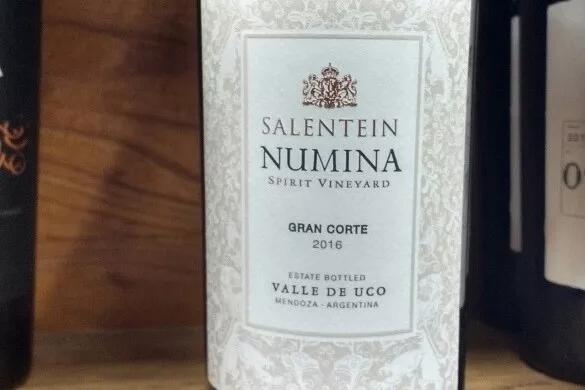 SALENTEIN
NUMINA
SPIRIT VINEYARD
GRAN CORTE
2016
ESTATE BOTTLED
VALLE DE UCO
MENDOZA - ARGENTINA